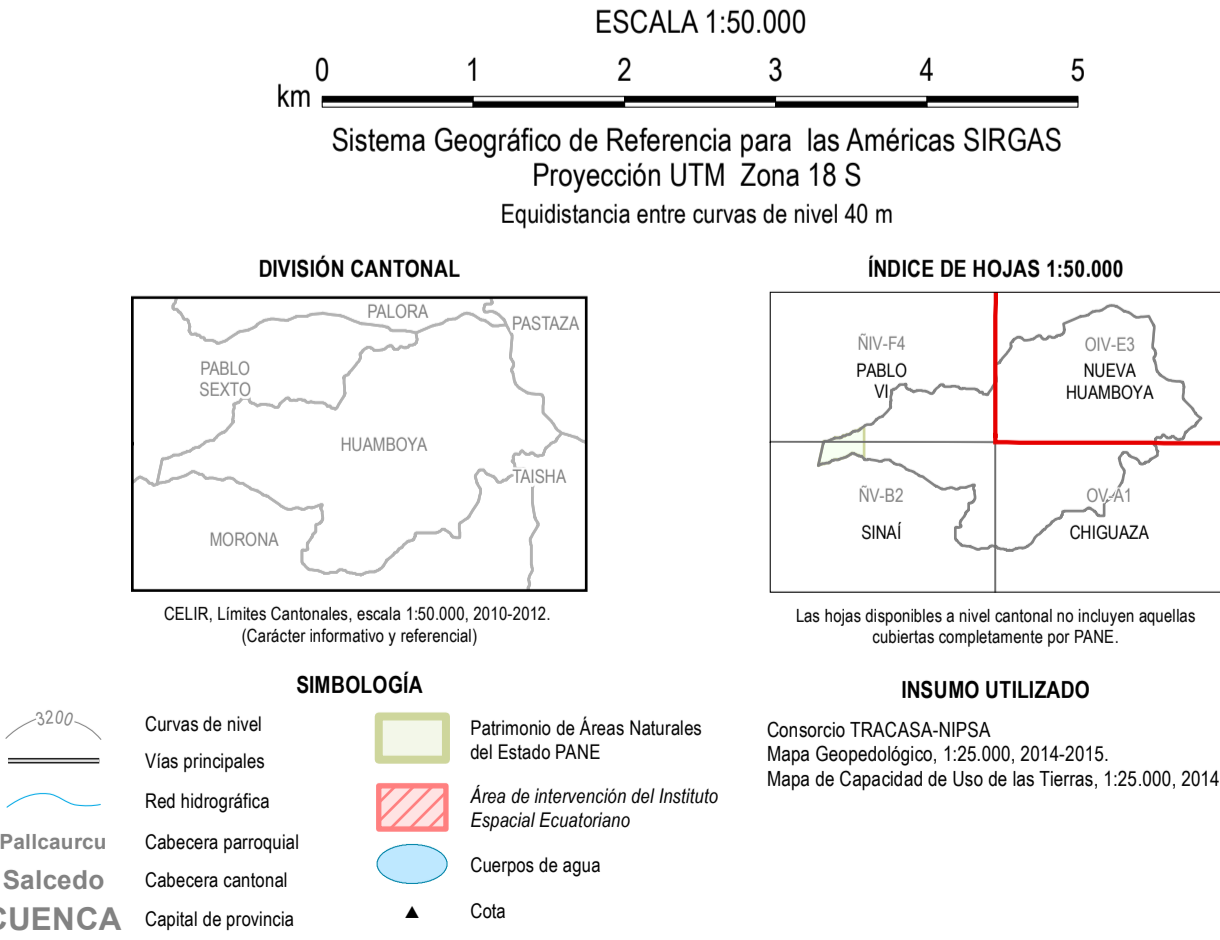 ESCALA 1:50.000
0 1 2 3 4 5
km
Sistema Geográfico de Referencia para las Américas SIRGAS
Proyección UTM Zona 18 S
Equidistancia entre curvas de nivel 40 m
DIVISIÓN CANTONAL
PALORA
PASTAZA
PABLO
SEXTO
HUAMBOYA
TAISHA
MORONA
CELIR, Límites Cantonales, escala 1:50.000, 2010-2012.
(Carácter informativo y referencial)
ÍNDICE DE HOJAS 1:50.000
ÑIV-F4
PABLO
VI
OIV-E3
NUEVA
HUAMBOYA
ÑV-B2
SINAÍ
OV-A1
CHIGUAZA
Las hojas disponibles a nivel cantonal no incluyen aquellas
cubiertas completamente por PANE.
SIMBOLOGÍA
3200
Curvas de nivel
Vías principales
Red hidrográfica
Pallcaurcu
Cabecera parroquial
Salcedo
Cabecera cantonal
CUENCA
Capital de provincia
Patrimonio de Áreas Naturales
del Estado PANE
Área de intervención del Instituto
Espacial Ecuatoriano
Cuerpos de agua
Cota
INSUMO UTILIZADO
Consorcio TRACASA-NIPSA
Mapa Geopedológico, 1:25.000, 2014-2015.
Mapa de Capacidad de Uso de las Tierras, 1:25.000, 2014